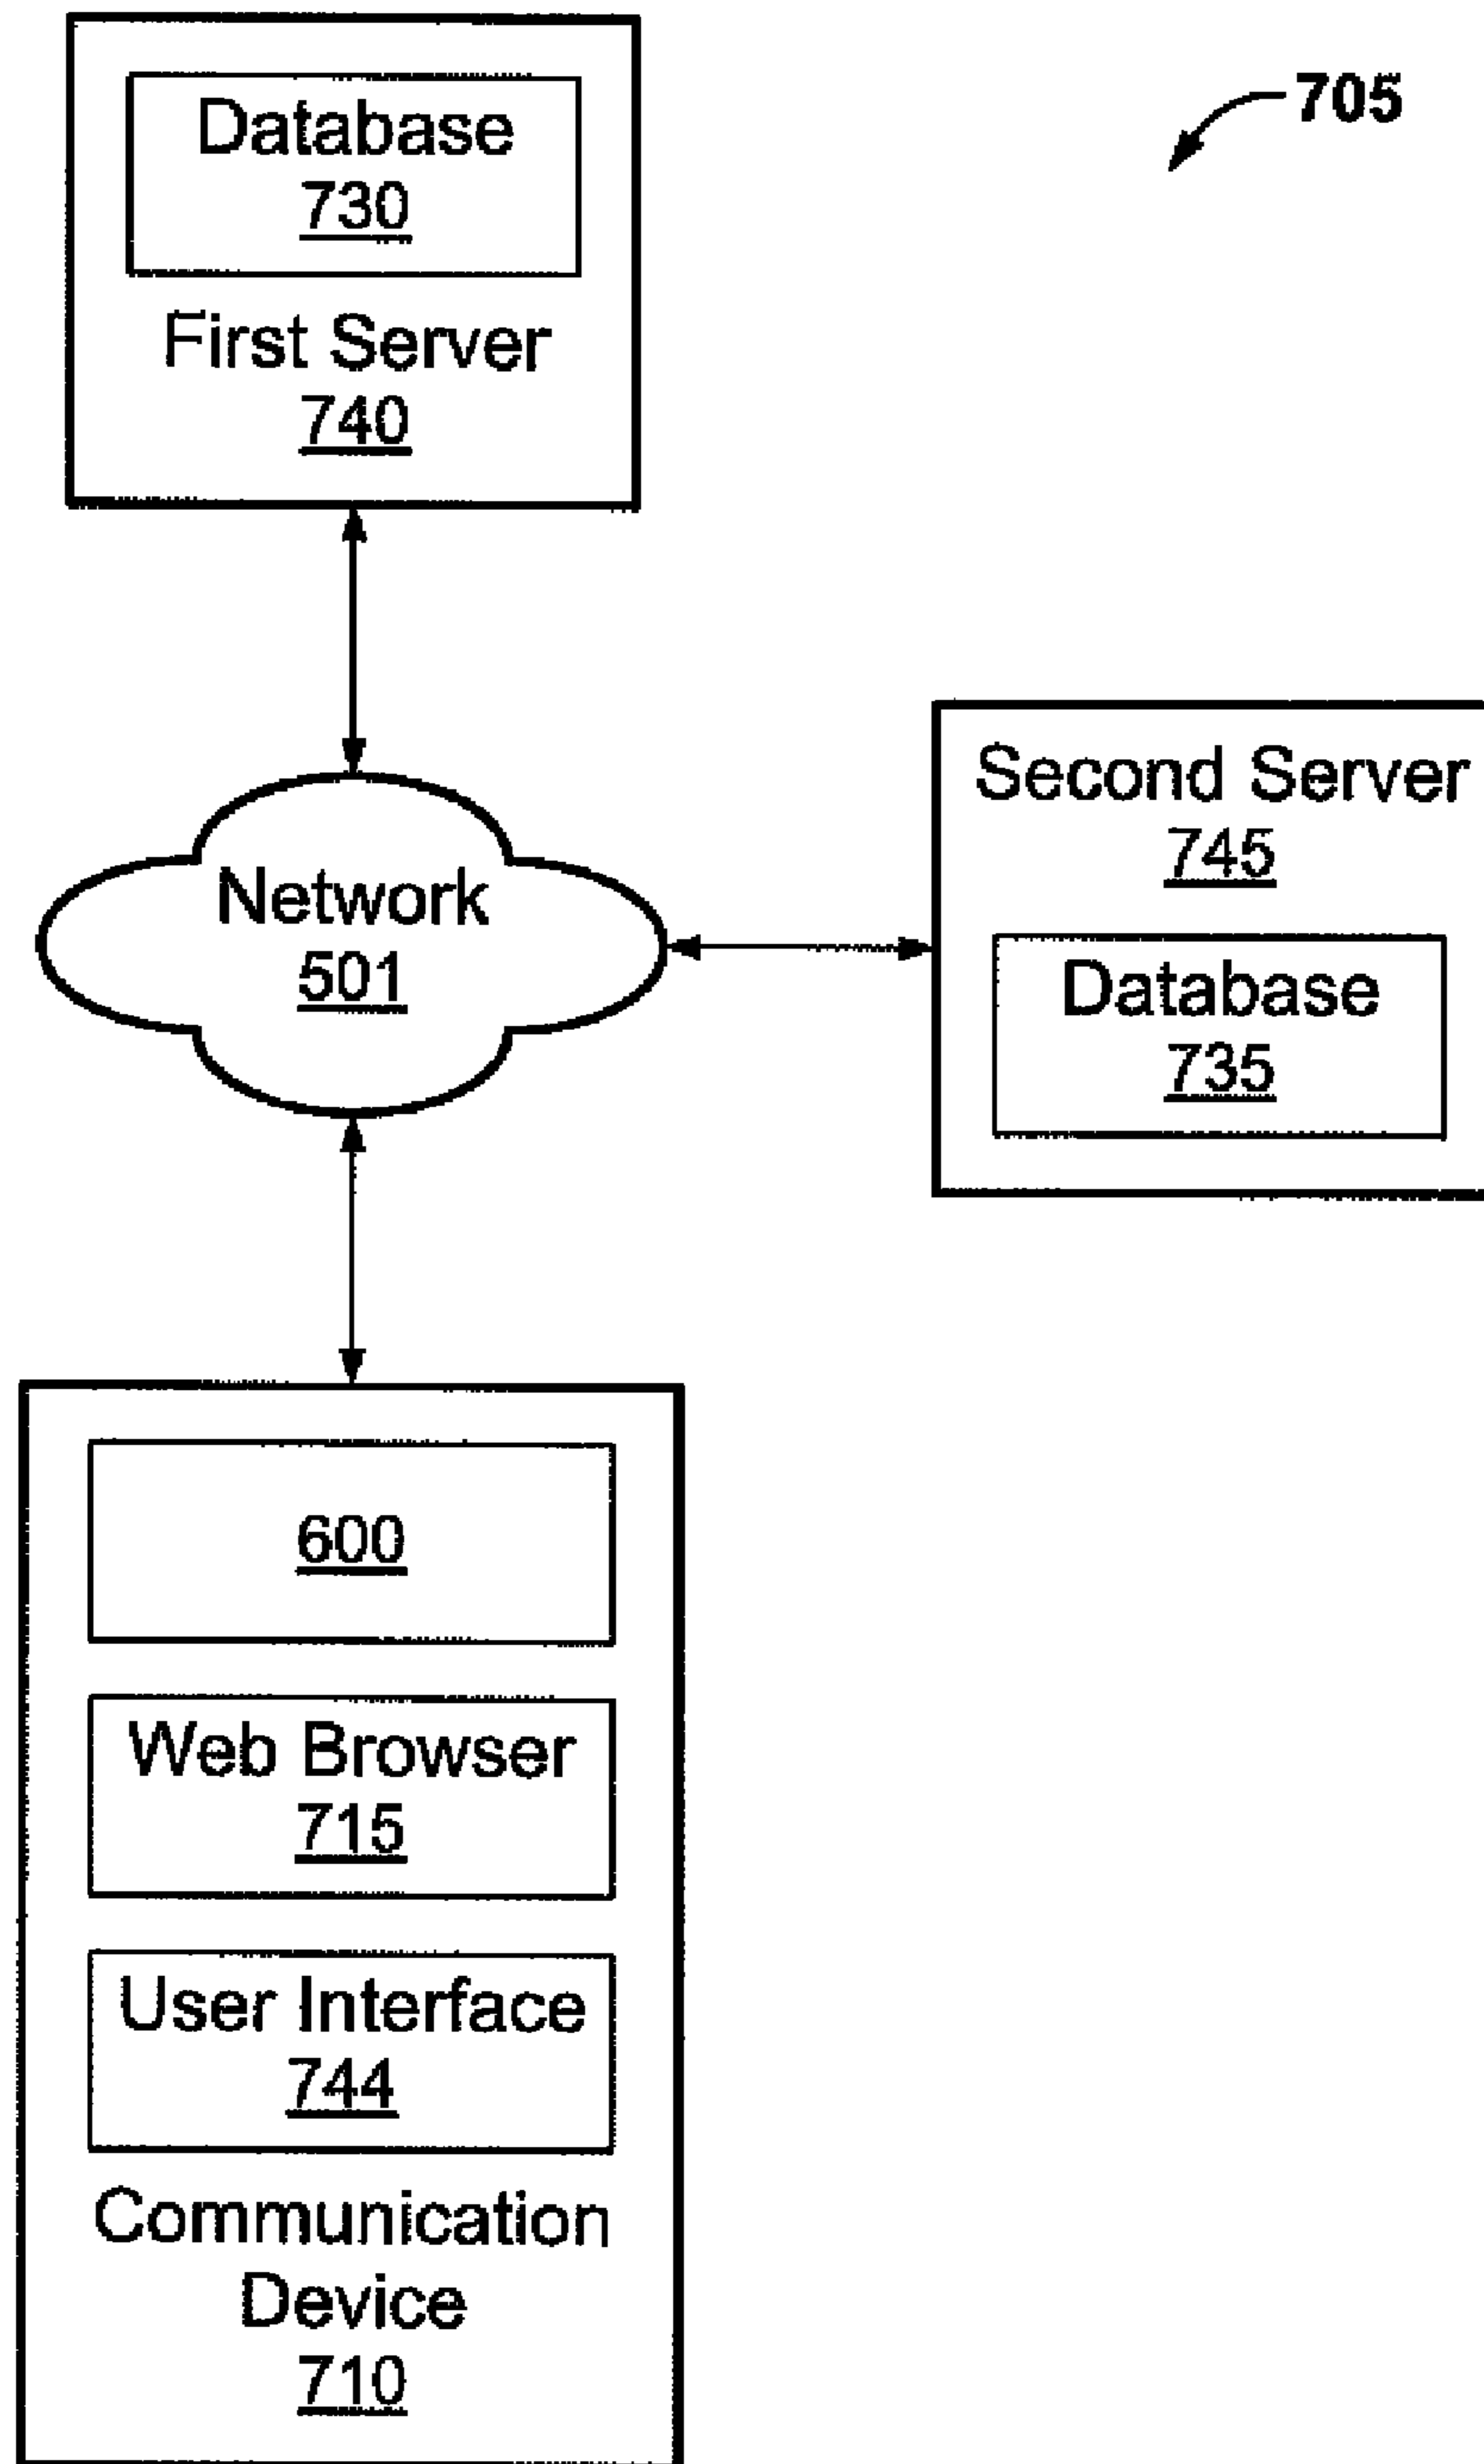 Database
730
First Server
740
705
Network
501
Second Server
745
Database
735
600
Web Browser
715
User Interface
744
Communication
Device
710